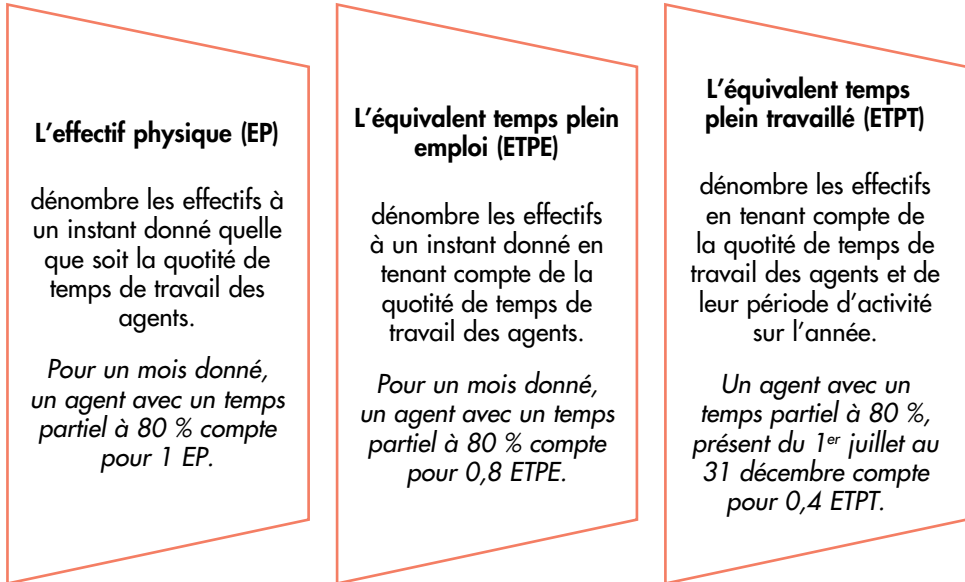 L'effectif physique (EP)
dénombre les effectifs à
un instant donné quelle
que soit la quotité de
temps de travail des
agents.
Pour un mois donné,
un agent avec un temps
partiel à 80 % compte
pour 1 EP.
L'équivalent temps plein
emploi (ETPE)
dénombre les effectifs
à un instant donné en
tenant compte de la
quotité de temps de
travail des agents.
Pour un mois donné,
un agent avec un temps
partiel à 80 % compte
pour 0,8 ETPE.
L'équivalent temps
plein travaillé (ETPT)
dénombre les effectifs
en tenant compte de
la quotité de temps de
travail des agents et de
leur période d'activité
sur l'année.
Un agent avec un
temps partiel à 80 %,
présent du 1er juillet au
31 décembre compte
pour 0,4 ETPT.